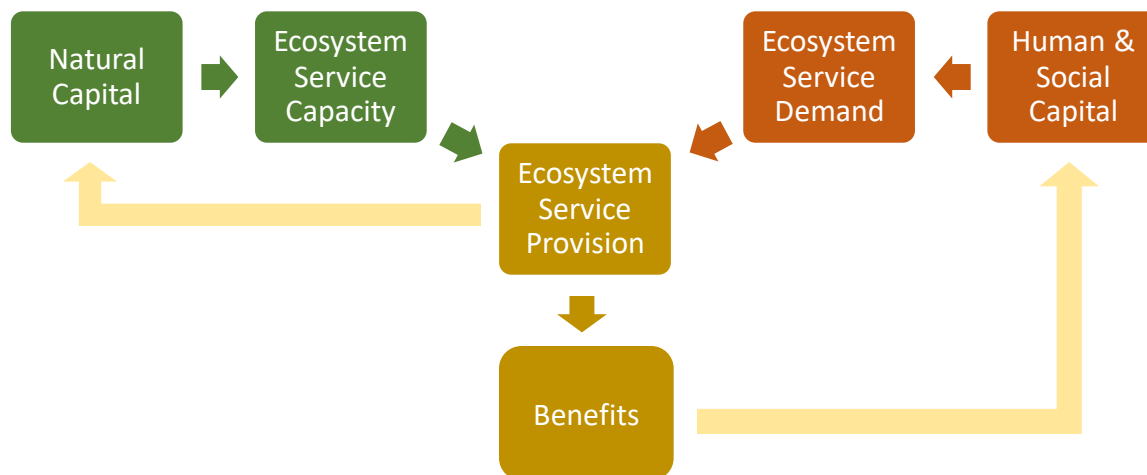 Natural
Capital
Ecosystem
Service
Capacity
Ecosystem
Service
Demand
Human &
Social
Capital
Ecosystem
Service
Provision
Benefits